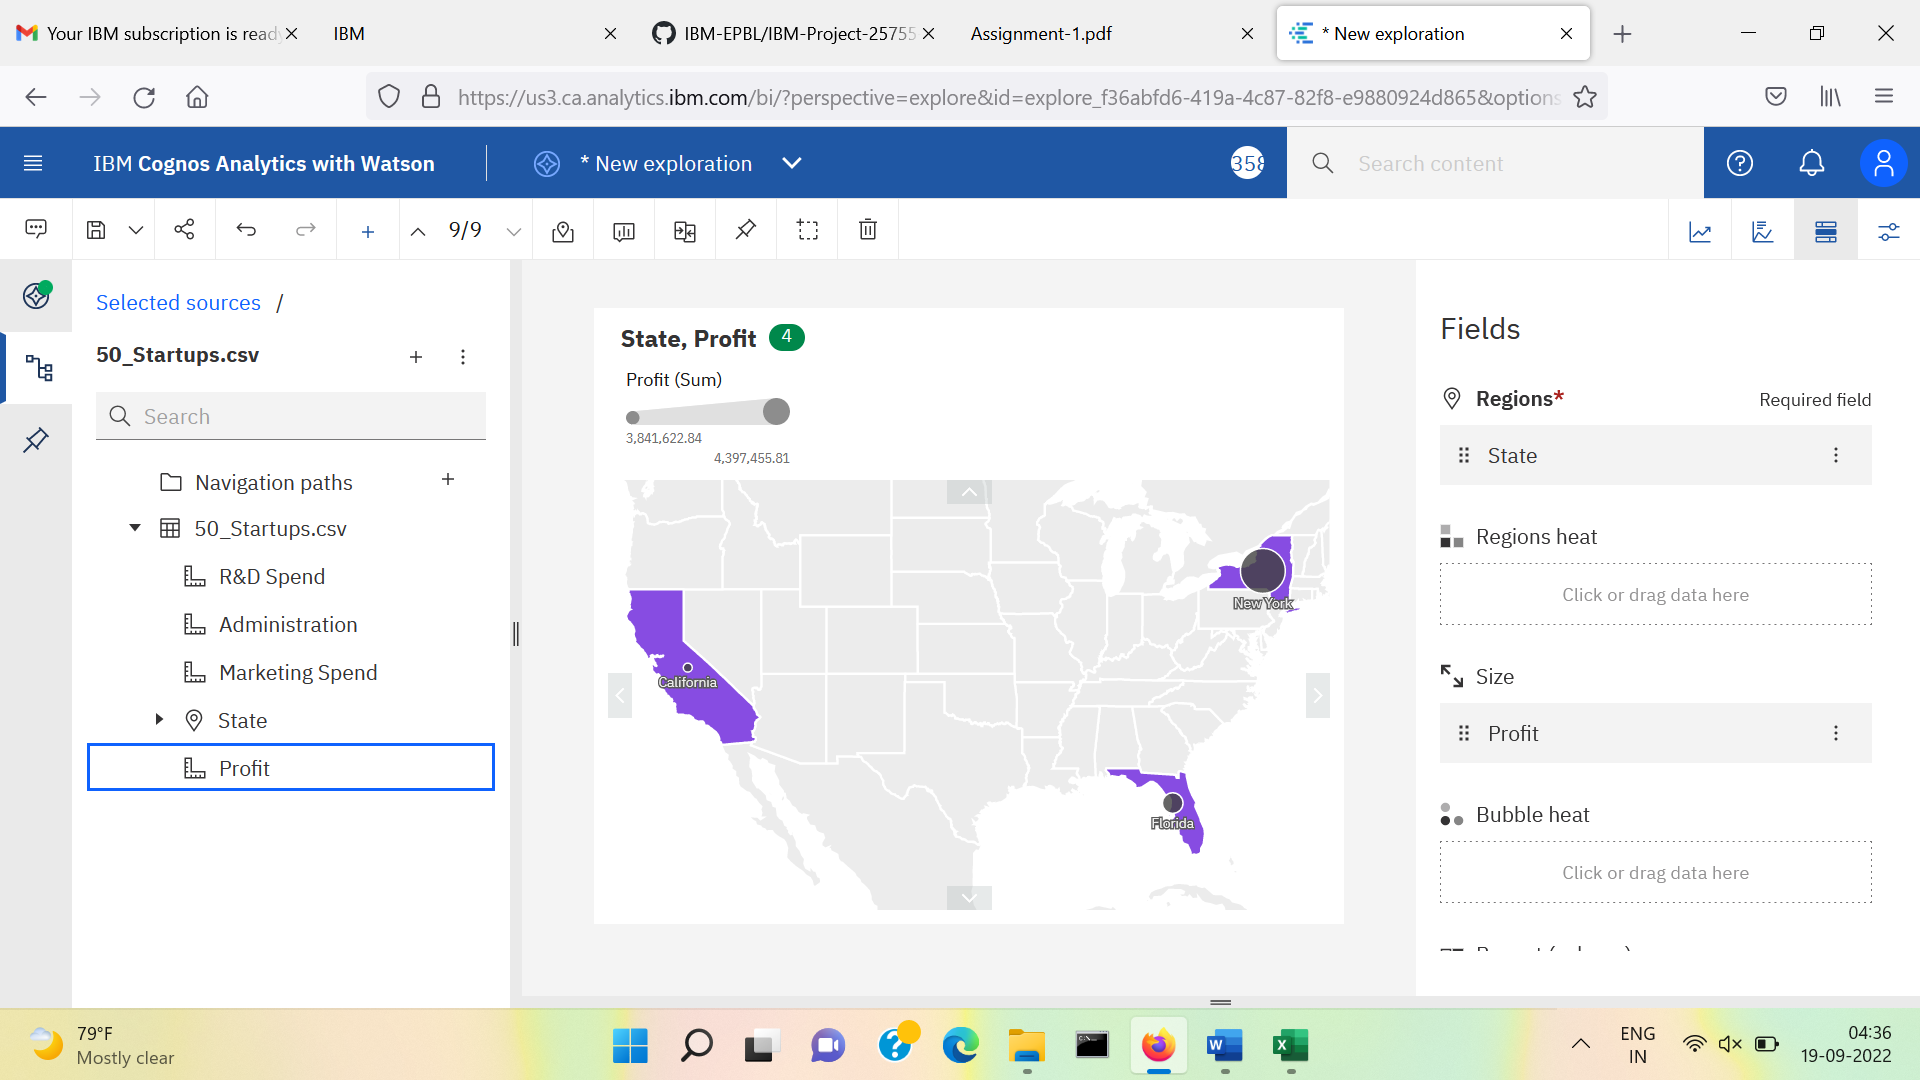 Your IBM subscription is read
IBM
IBM-EPBL/IBM-Project-25755
Assignment-1.pdf
* New exploration
https://us3.ca.analytics.ibm.com/bi/?perspective=explore&id=explore_f36abfd6-419a-4c87-82f8-e9880924d865&options
IBM Cognos Analytics with Watson
* New exploration
358
Search content
9/9
Selected sources /
50_Startups.csv
Search
Navigation paths
50_Startups.csv
R&D Spend
Administration
Marketing Spend
State
Profit
State, Profit 4
Profit (Sum)
3,841,622.84
4,397,455.81
New York
California
Florida
Fields
Regions* Required field
State
Regions heat
Click or drag data here
Size
Profit
Bubble heat
Click or drag data here
79°F
Mostly clear
ENG
IN
04:36
19-09-2022